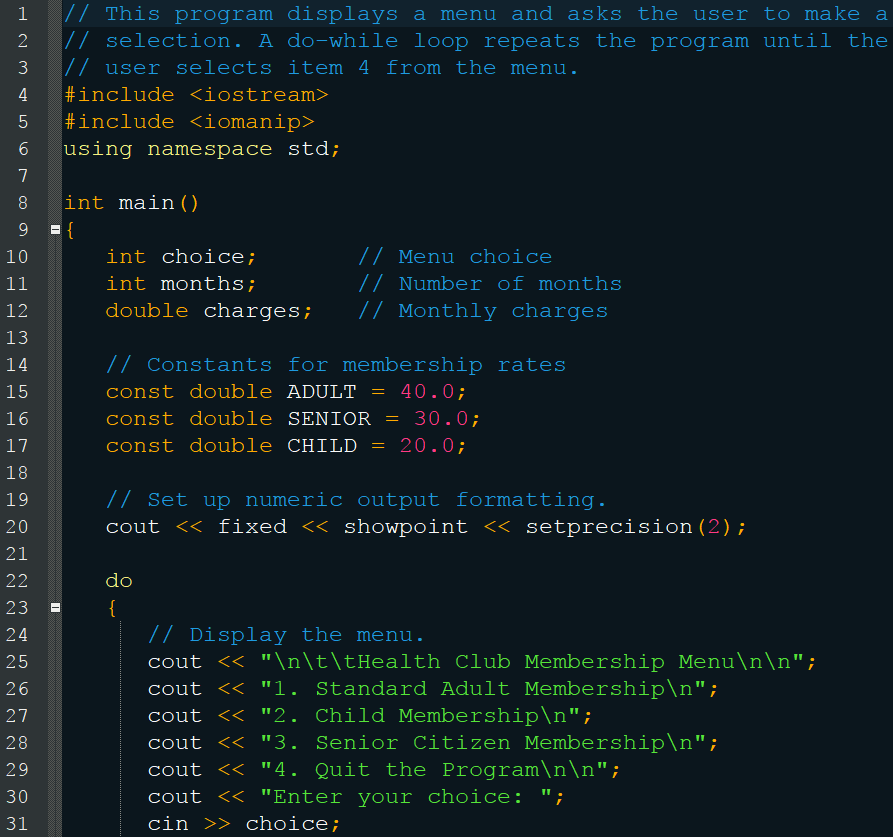 1 // This program displays a menu and asks the user to make a
2 // selection. A do-while loop repeats the program until the
3 // user selects item 4 from the menu.
4 #include <iostream>
5 #include <iomanip>
6 using namespace std;
7
8 int main()
9 {
10    int choice;       // Menu choice
11    int months;       // Number of months
12    double charges;   // Monthly charges
13
14    // Constants for membership rates
15    const double ADULT = 40.0;
16    const double SENIOR = 30.0;
17    const double CHILD = 20.0;
18
19    // Set up numeric output formatting.
20    cout << fixed << showpoint << setprecision(2);
21
22    do
23    {
24       // Display the menu.
25       cout << "\n\t\tHealth Club Membership Menu\n\n";
26       cout << "1. Standard Adult Membership\n";
27       cout << "2. Child Membership\n";
28       cout << "3. Senior Citizen Membership\n";
29       cout << "4. Quit the Program\n\n";
30       cout << "Enter your choice: ";
31       cin >> choice;